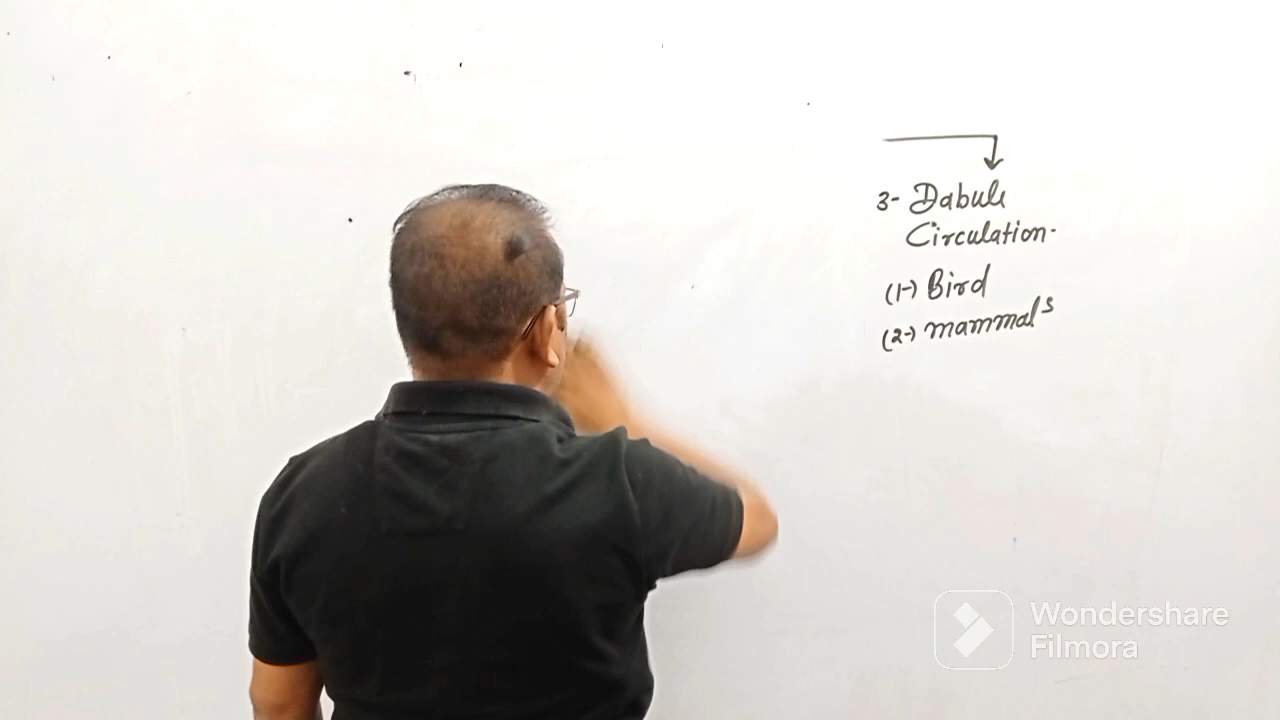 3- Dabule
Circulation-
(1-) Bird
(2-) mammals
Wondershare
Filmora